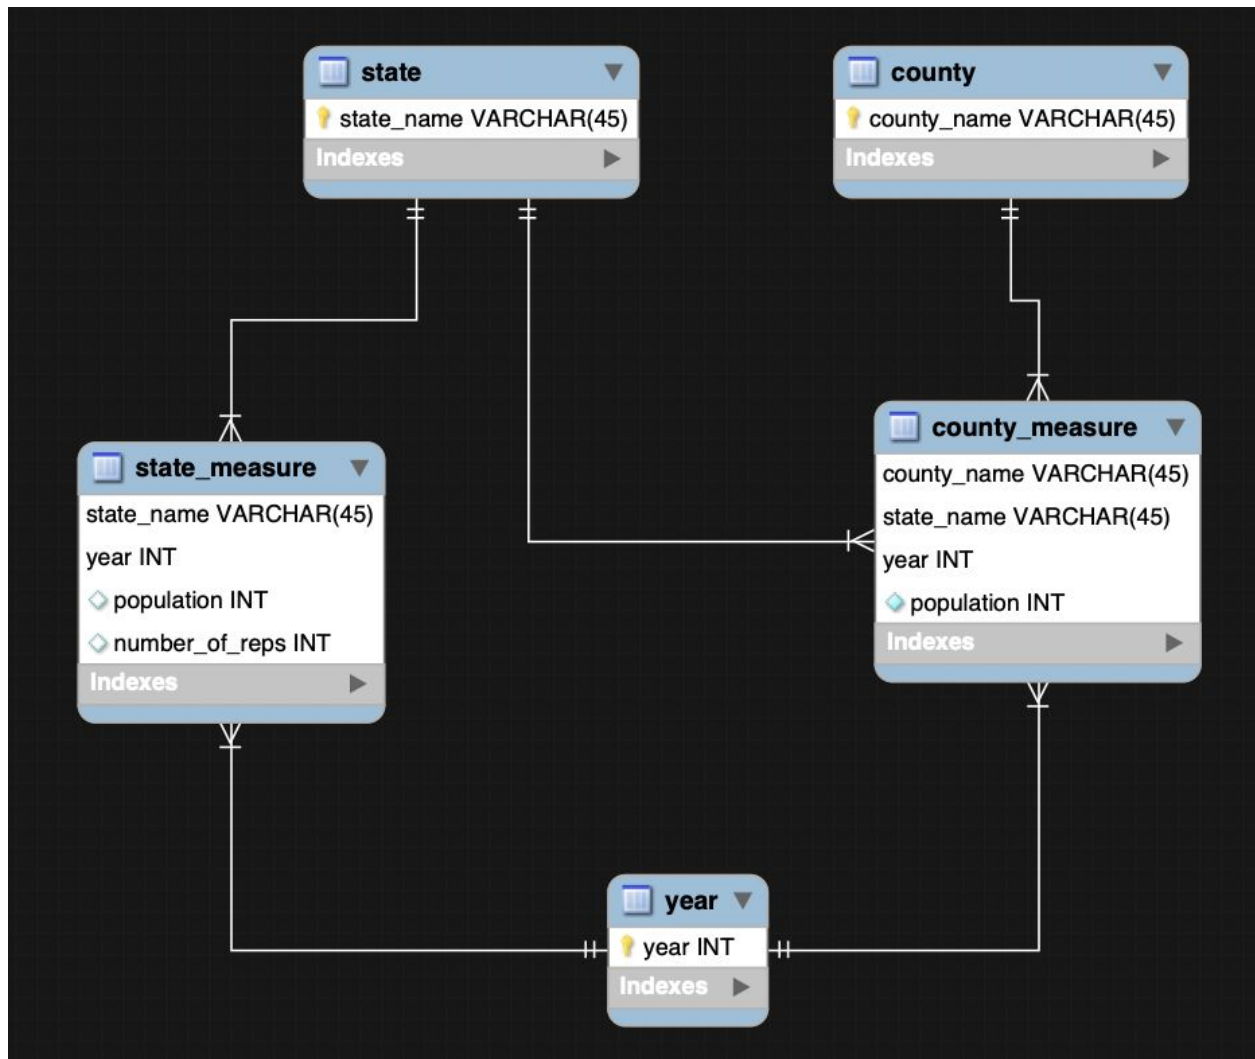 state
state_name VARCHAR(45)
Indexes
county
county_name VARCHAR(45)
Indexes
state_measure
state_name VARCHAR(45)
year INT
population INT
number_of_reps INT
Indexes
county_measure
county_name VARCHAR(45)
state_name VARCHAR(45)
year INT
population INT
Indexes
year
year INT
Indexes